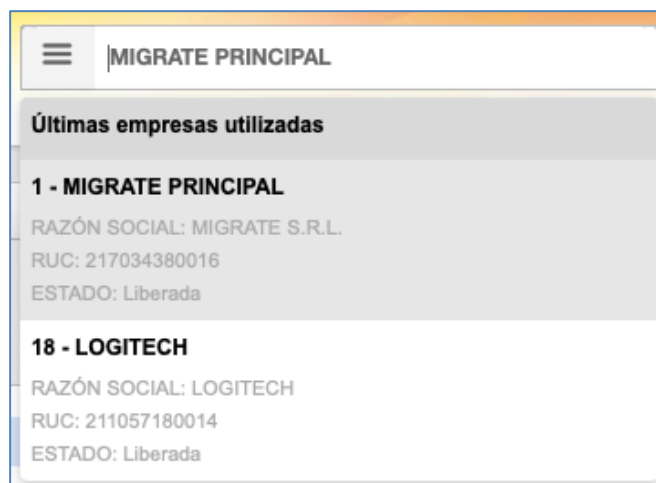 MIGRATE PRINCIPAL
Últimas empresas utilizadas
1 - MIGRATE PRINCIPAL
RAZÓN SOCIAL: MIGRATE S.R.L.
RUC: 217034380016
ESTADO: Liberada
18 - LOGITECH
RAZÓN SOCIAL: LOGITECH
RUC: 211057180014
ESTADO: Liberada